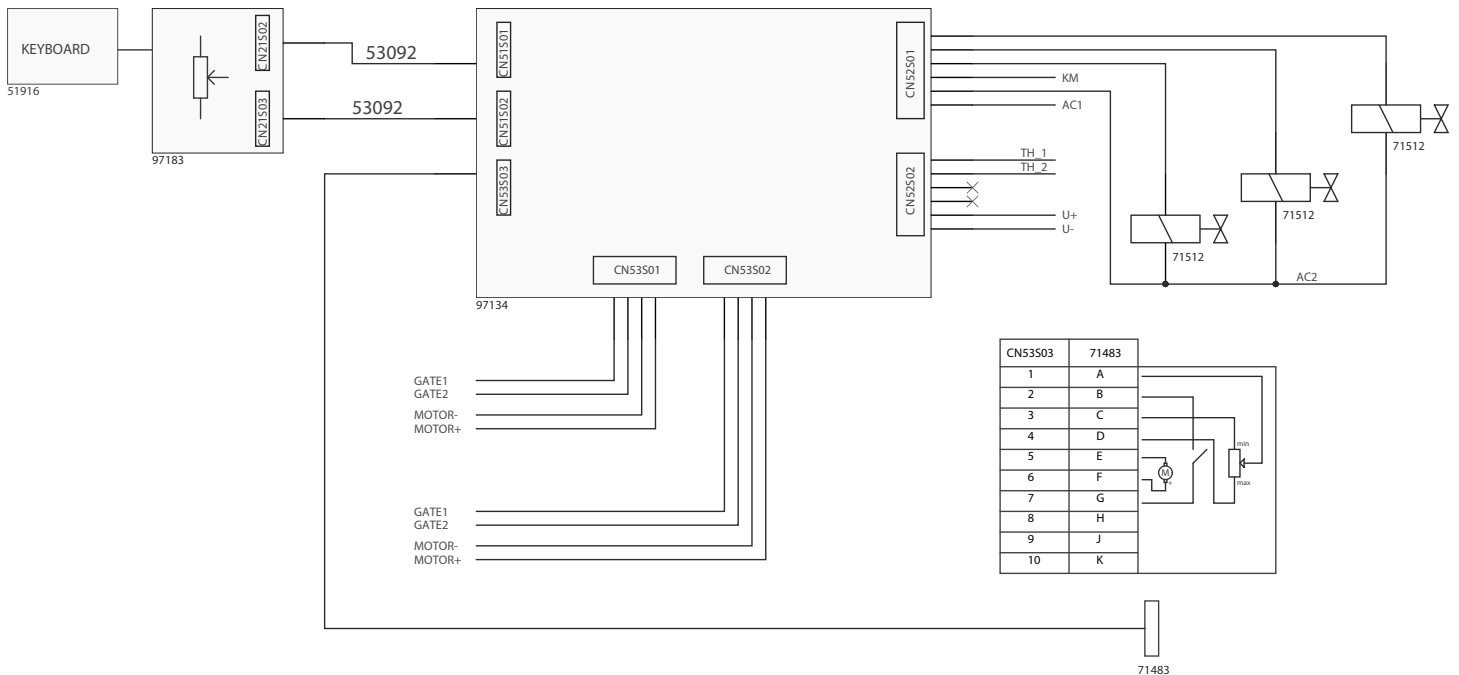 KEYBOARD
51916
CN21S02
CN21S03
97183
53092
53092
CN51S01
CN51S02
CN53S03
CN52S01
CN52S02
CN53S01
CN53S02
97134
KM
AC1
TH_1
TH_2
U+
U-
71512
71512
71512
AC2
GATE1
GATE2
MOTOR-
MOTOR+
GATE1
GATE2
MOTOR-
MOTOR+
CN53S03 71483
1 A
2 B
3 C
4 D
5 E
6 F
7 G
8 H
9 J
10 K
min
M
+
max
71483